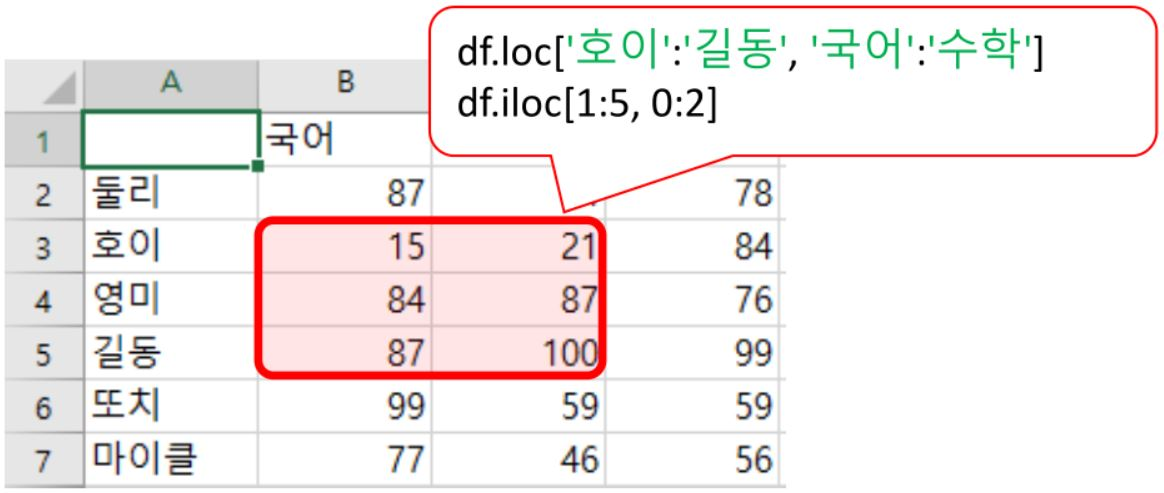 df.loc['호이':'길동', '국어':'수학']
df.iloc[1:5, 0:2]
A B
1 국어
2 둘리 87 78
3 호이 15 21 84
4 영미 84 87 76
5 길동 87 100 99
6 또치 99 59 59
7 마이클 77 46 56